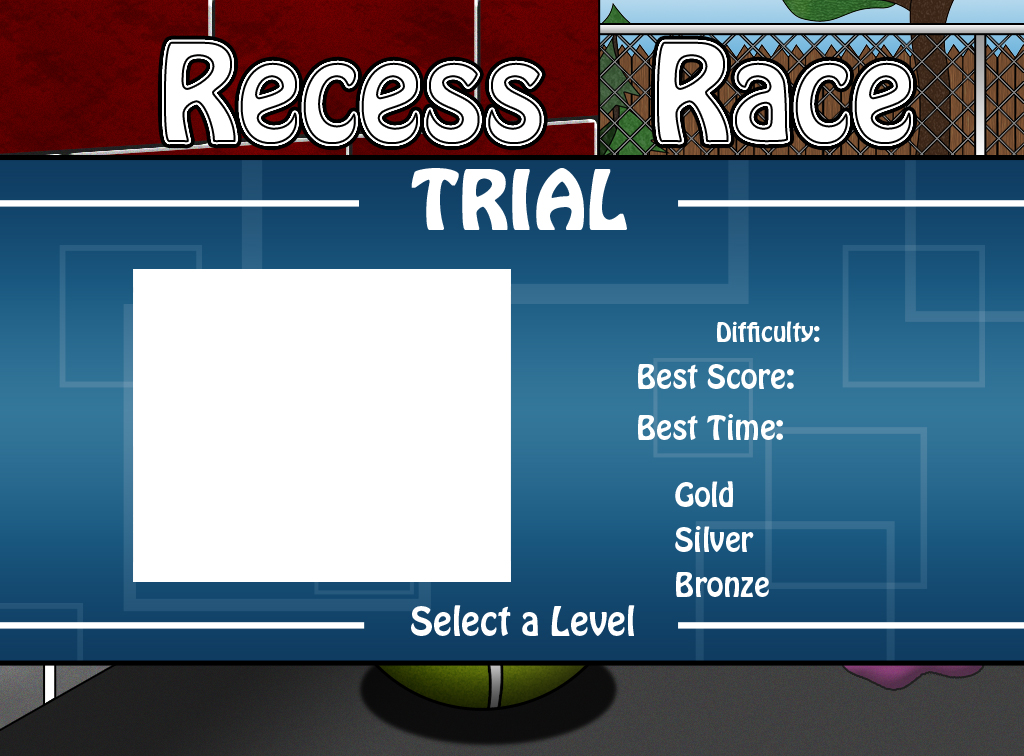 Recess Race
TRIAL
Difficulty:
Best Score:
Best Time:
Gold
Silver
Bronze
Select a Level